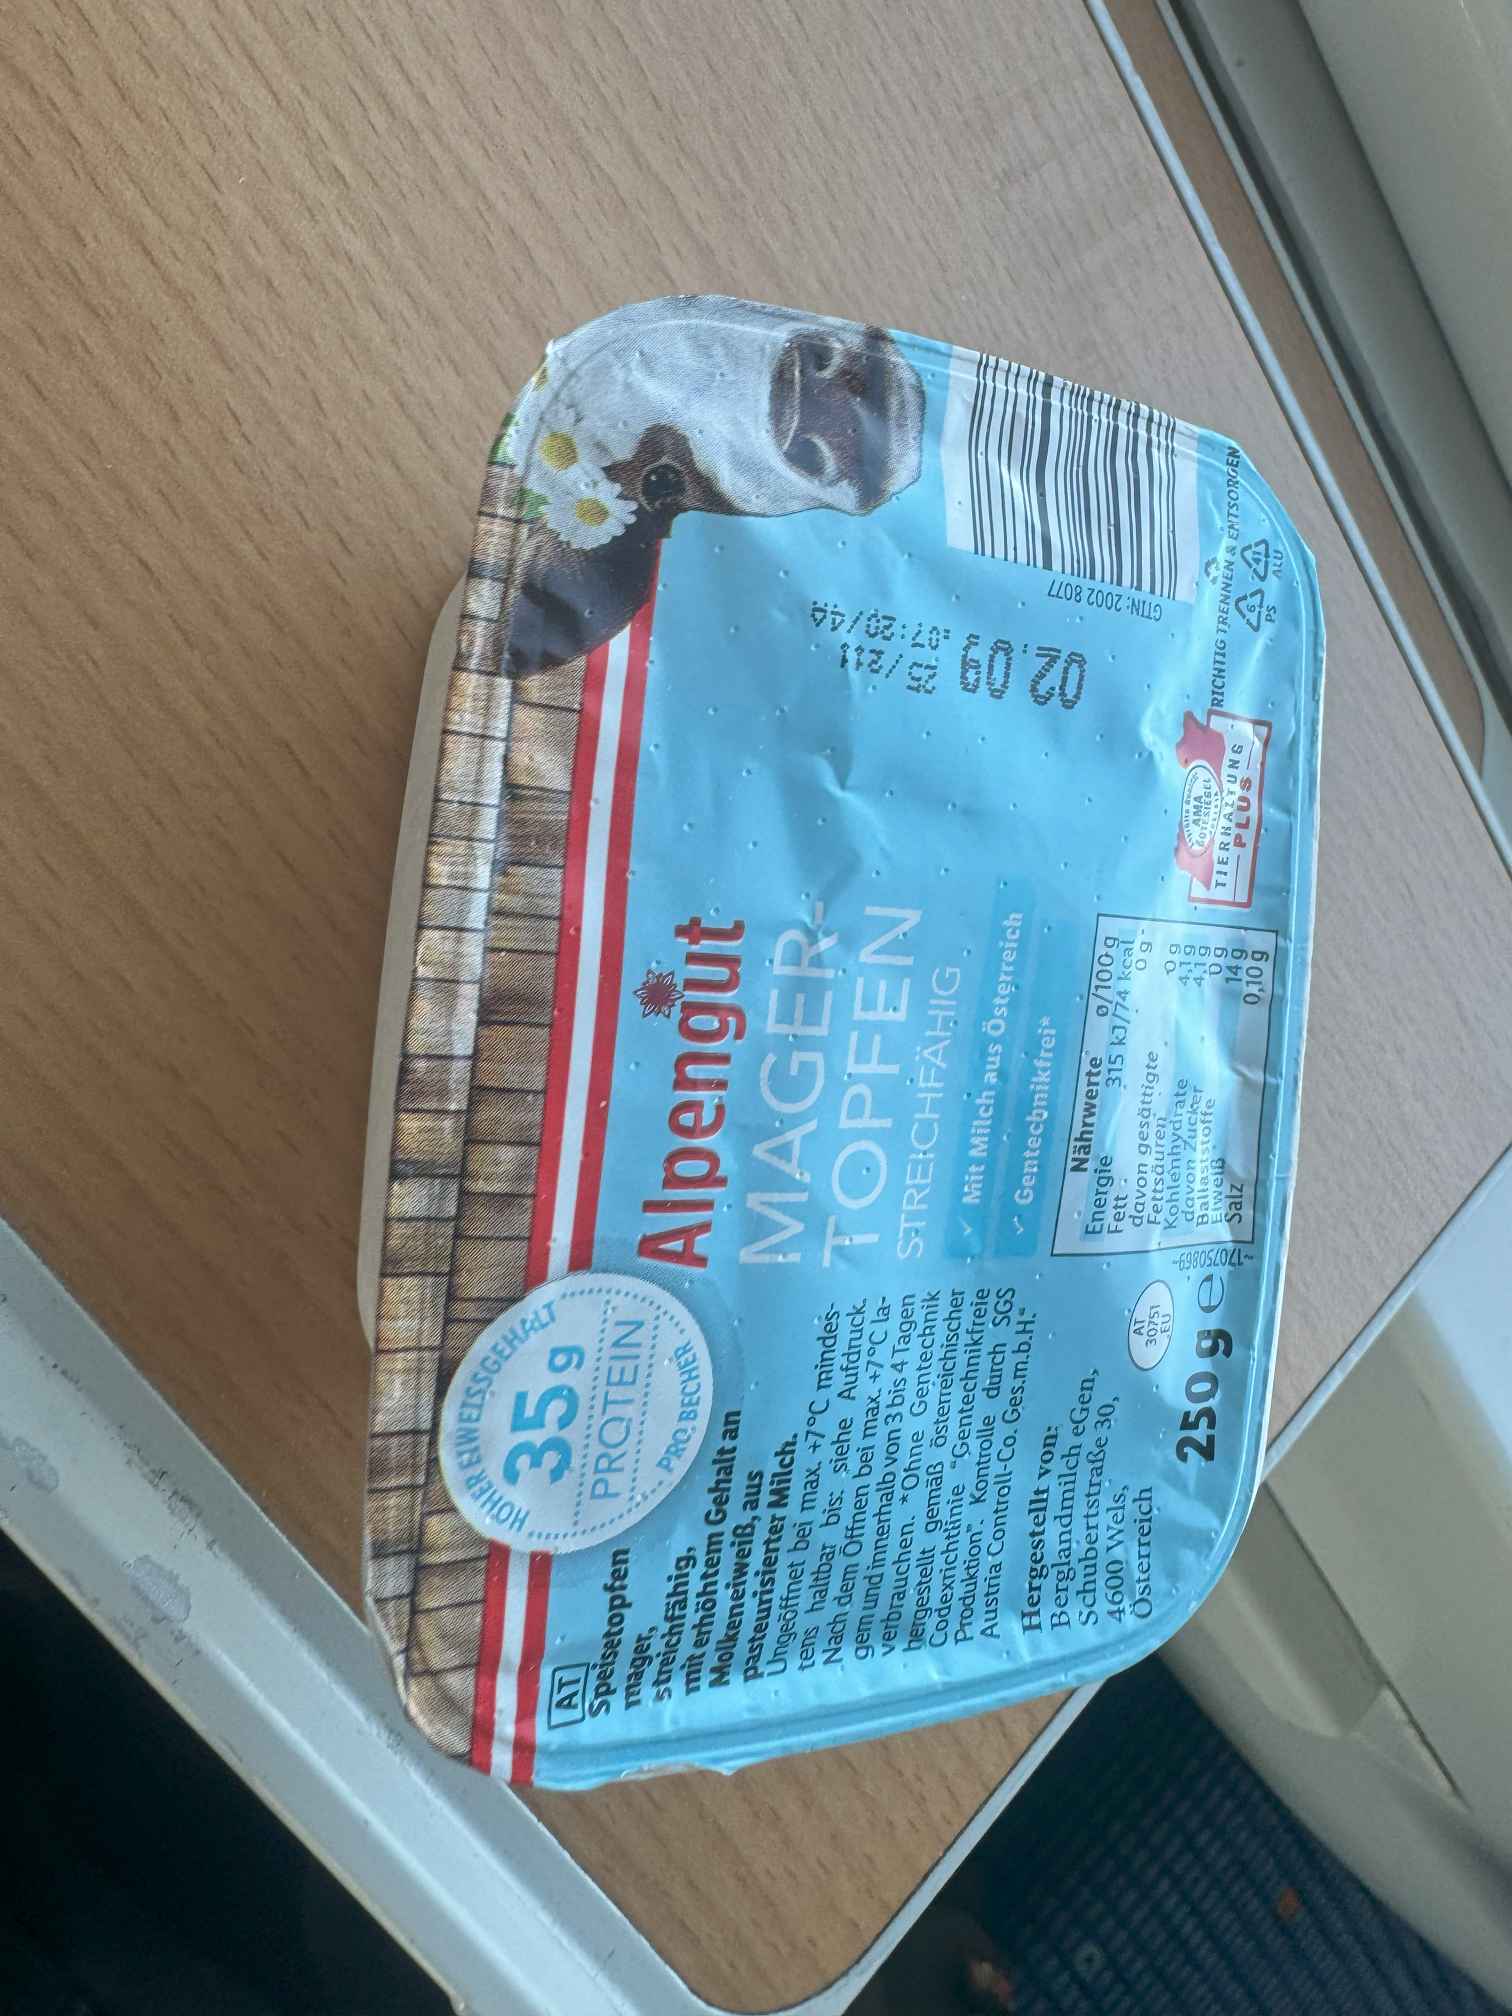 HOHER EIWEISSGEHALT
35 g
PROTEIN
PRO BECHER
Alpengut
MAGER-
TOPFEN
STREICHFÄHIG
✓ Mit Milch aus Österreich
✓ Gentechnikfrei*
AT
Speisetopfen
mager,
streichfähig,
mit erhöhtem Gehalt an
Molkeneiweiß, aus
pasteurisierter Milch.
Ungeöffnet bei max. +7°C mindes-
tens haltbar bis: siehe Aufdruck.
Nach dem Öffnen bei max. +7°C la-
gern und innerhalb von 3 bis 4 Tagen
verbrauchen. *Ohne Gentechnik
hergestellt gemäß österreichischer
Codexrichtlinie "Gentechnikfreie
Produktion". Kontrolle durch SGS
Austria Controll-Co. Ges.m.b.H."
Hergestellt von:
Berglandmilch eGen,
Schubertstraße 30,
4600 Wels,
Österreich
AT
30751
EU
250 g e
Nährwerte ø/100 g
Energie 315 kJ/74 kcal
Fett 0 g
davon gesättigte
Fettsäuren 0 g
Kohlenhydrate 4,1 g
davon Zucker 4,1 g
Ballaststoffe 0 g
Eiweiß 14 g
Salz 0,10 g
02.09
07:20/44
GTIN: 2002 8077
AMA
GÜTESIEGEL
TIERHALTUNG
PLUS
RICHTIG TRENNEN & ENTSORGEN
6
PS
41
ALU